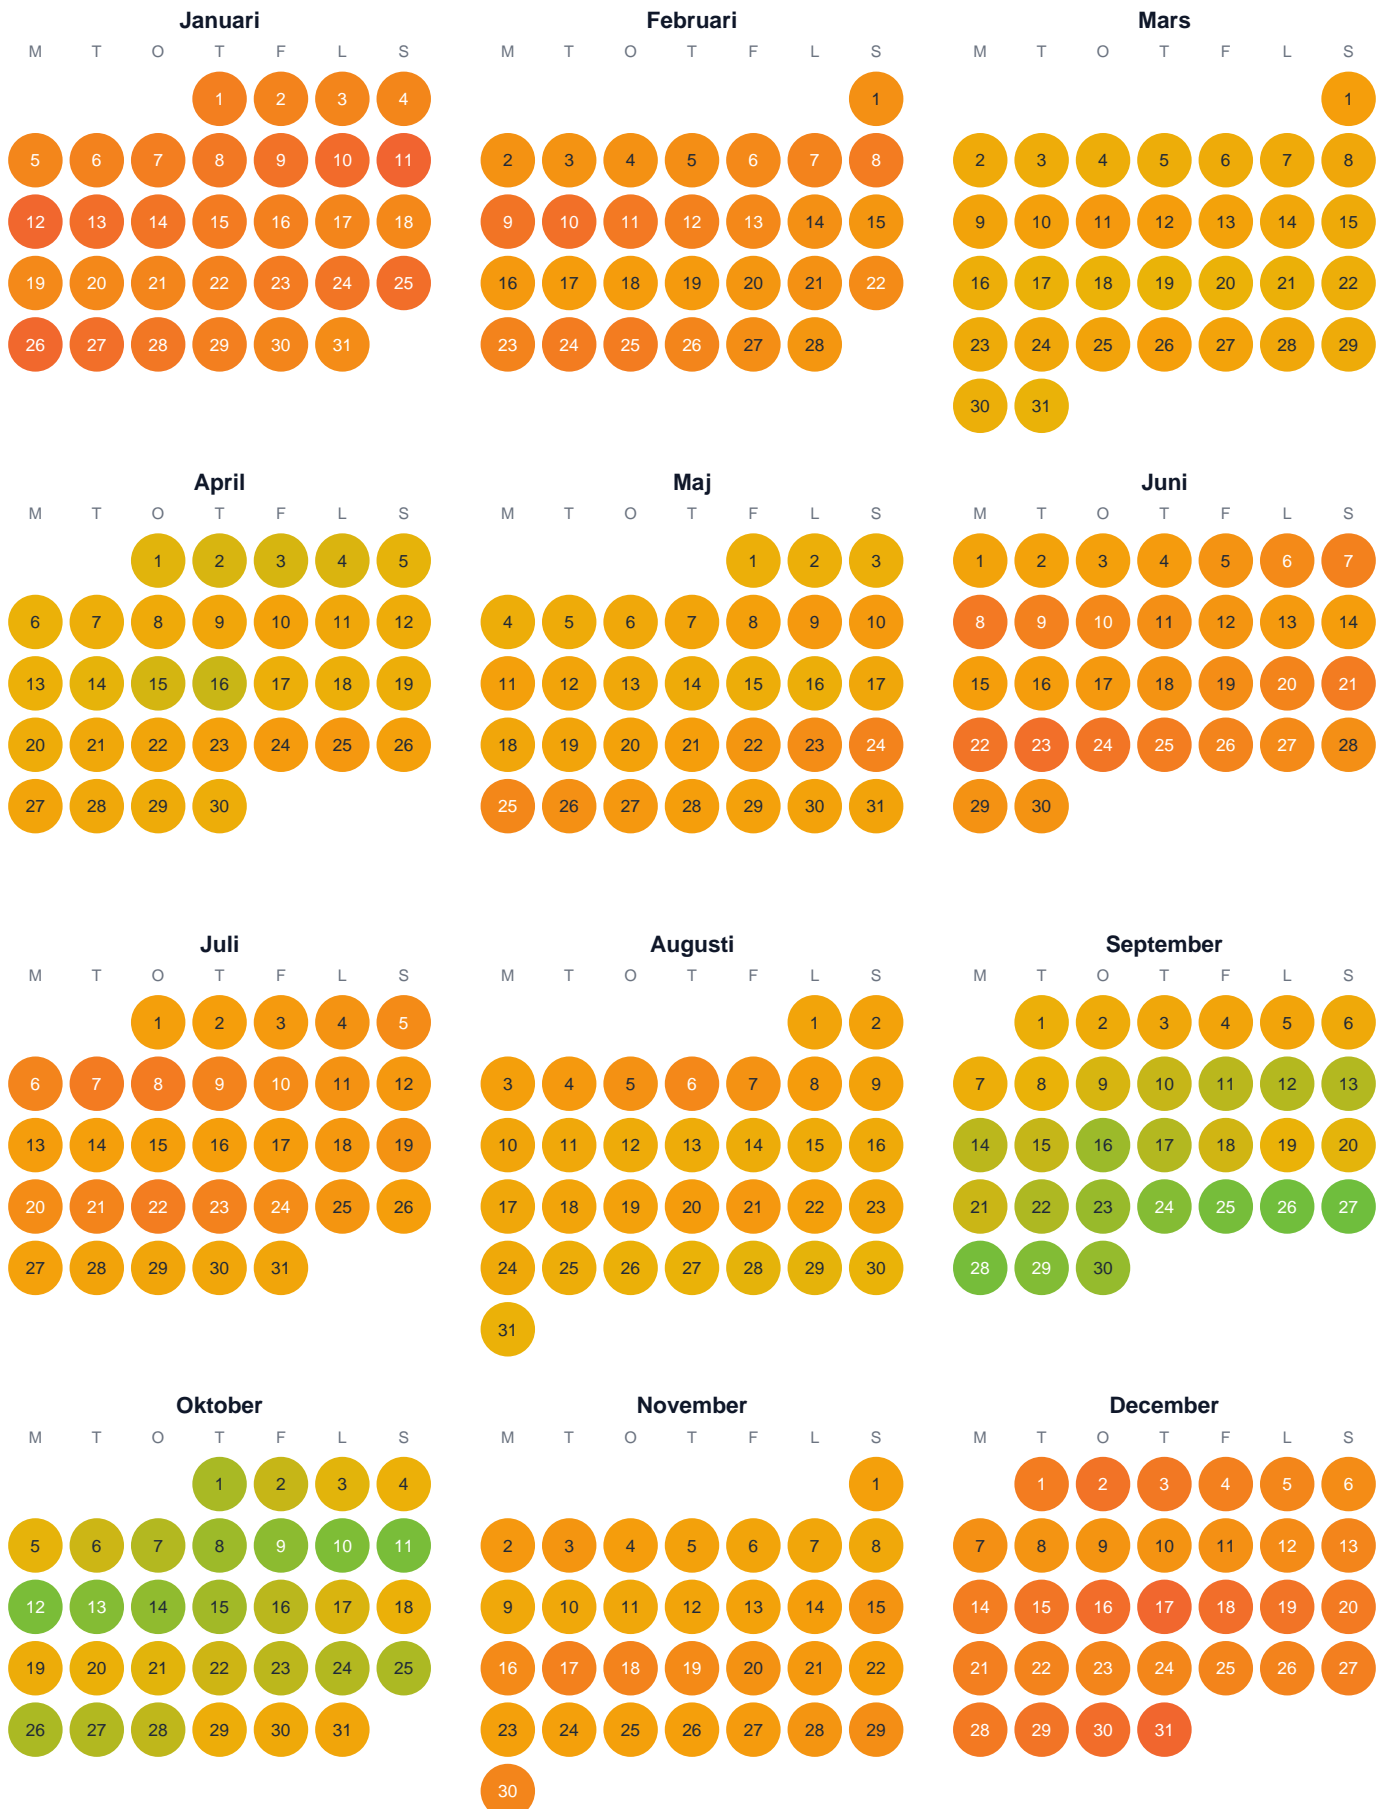 Januari Februari Mars
M T O T F L S M T O T F L S M T O T F L S
1 2 3 4 1 1
5 6 7 8 9 10 11 2 3 4 5 6 7 8 2 3 4 5 6 7 8
12 13 14 15 16 17 18 9 10 11 12 13 14 15 9 10 11 12 13 14 15
19 20 21 22 23 24 25 16 17 18 19 20 21 22 16 17 18 19 20 21 22
26 27 28 29 30 31 23 24 25 26 27 28 23 24 25 26 27 28 29
30 31
April Maj Juni
M T O T F L S M T O T F L S M T O T F L S
1 2 3 4 5 1 2 3 1 2 3 4 5 6 7
6 7 8 9 10 11 12 4 5 6 7 8 9 10 8 9 10 11 12 13 14
13 14 15 16 17 18 19 11 12 13 14 15 16 17 15 16 17 18 19 20 21
20 21 22 23 24 25 26 18 19 20 21 22 23 24 22 23 24 25 26 27 28
27 28 29 30 25 26 27 28 29 30 31 29 30
Juli Augusti September
M T O T F L S M T O T F L S M T O T F L S
1 2 3 4 5 1 2 1 2 3 4 5 6
6 7 8 9 10 11 12 3 4 5 6 7 8 9 7 8 9 10 11 12 13
13 14 15 16 17 18 19 10 11 12 13 14 15 16 14 15 16 17 18 19 20
20 21 22 23 24 25 26 17 18 19 20 21 22 23 21 22 23 24 25 26 27
27 28 29 30 31 24 25 26 27 28 29 30 28 29 30
31
Oktober November December
M T O T F L S M T O T F L S M T O T F L S
1 2 3 4 1 1 2 3 4 5 6
5 6 7 8 9 10 11 2 3 4 5 6 7 8 7 8 9 10 11 12 13
12 13 14 15 16 17 18 9 10 11 12 13 14 15 14 15 16 17 18 19 20
19 20 21 22 23 24 25 16 17 18 19 20 21 22 21 22 23 24 25 26 27
26 27 28 29 30 31 23 24 25 26 27 28 29 28 29 30 31
30